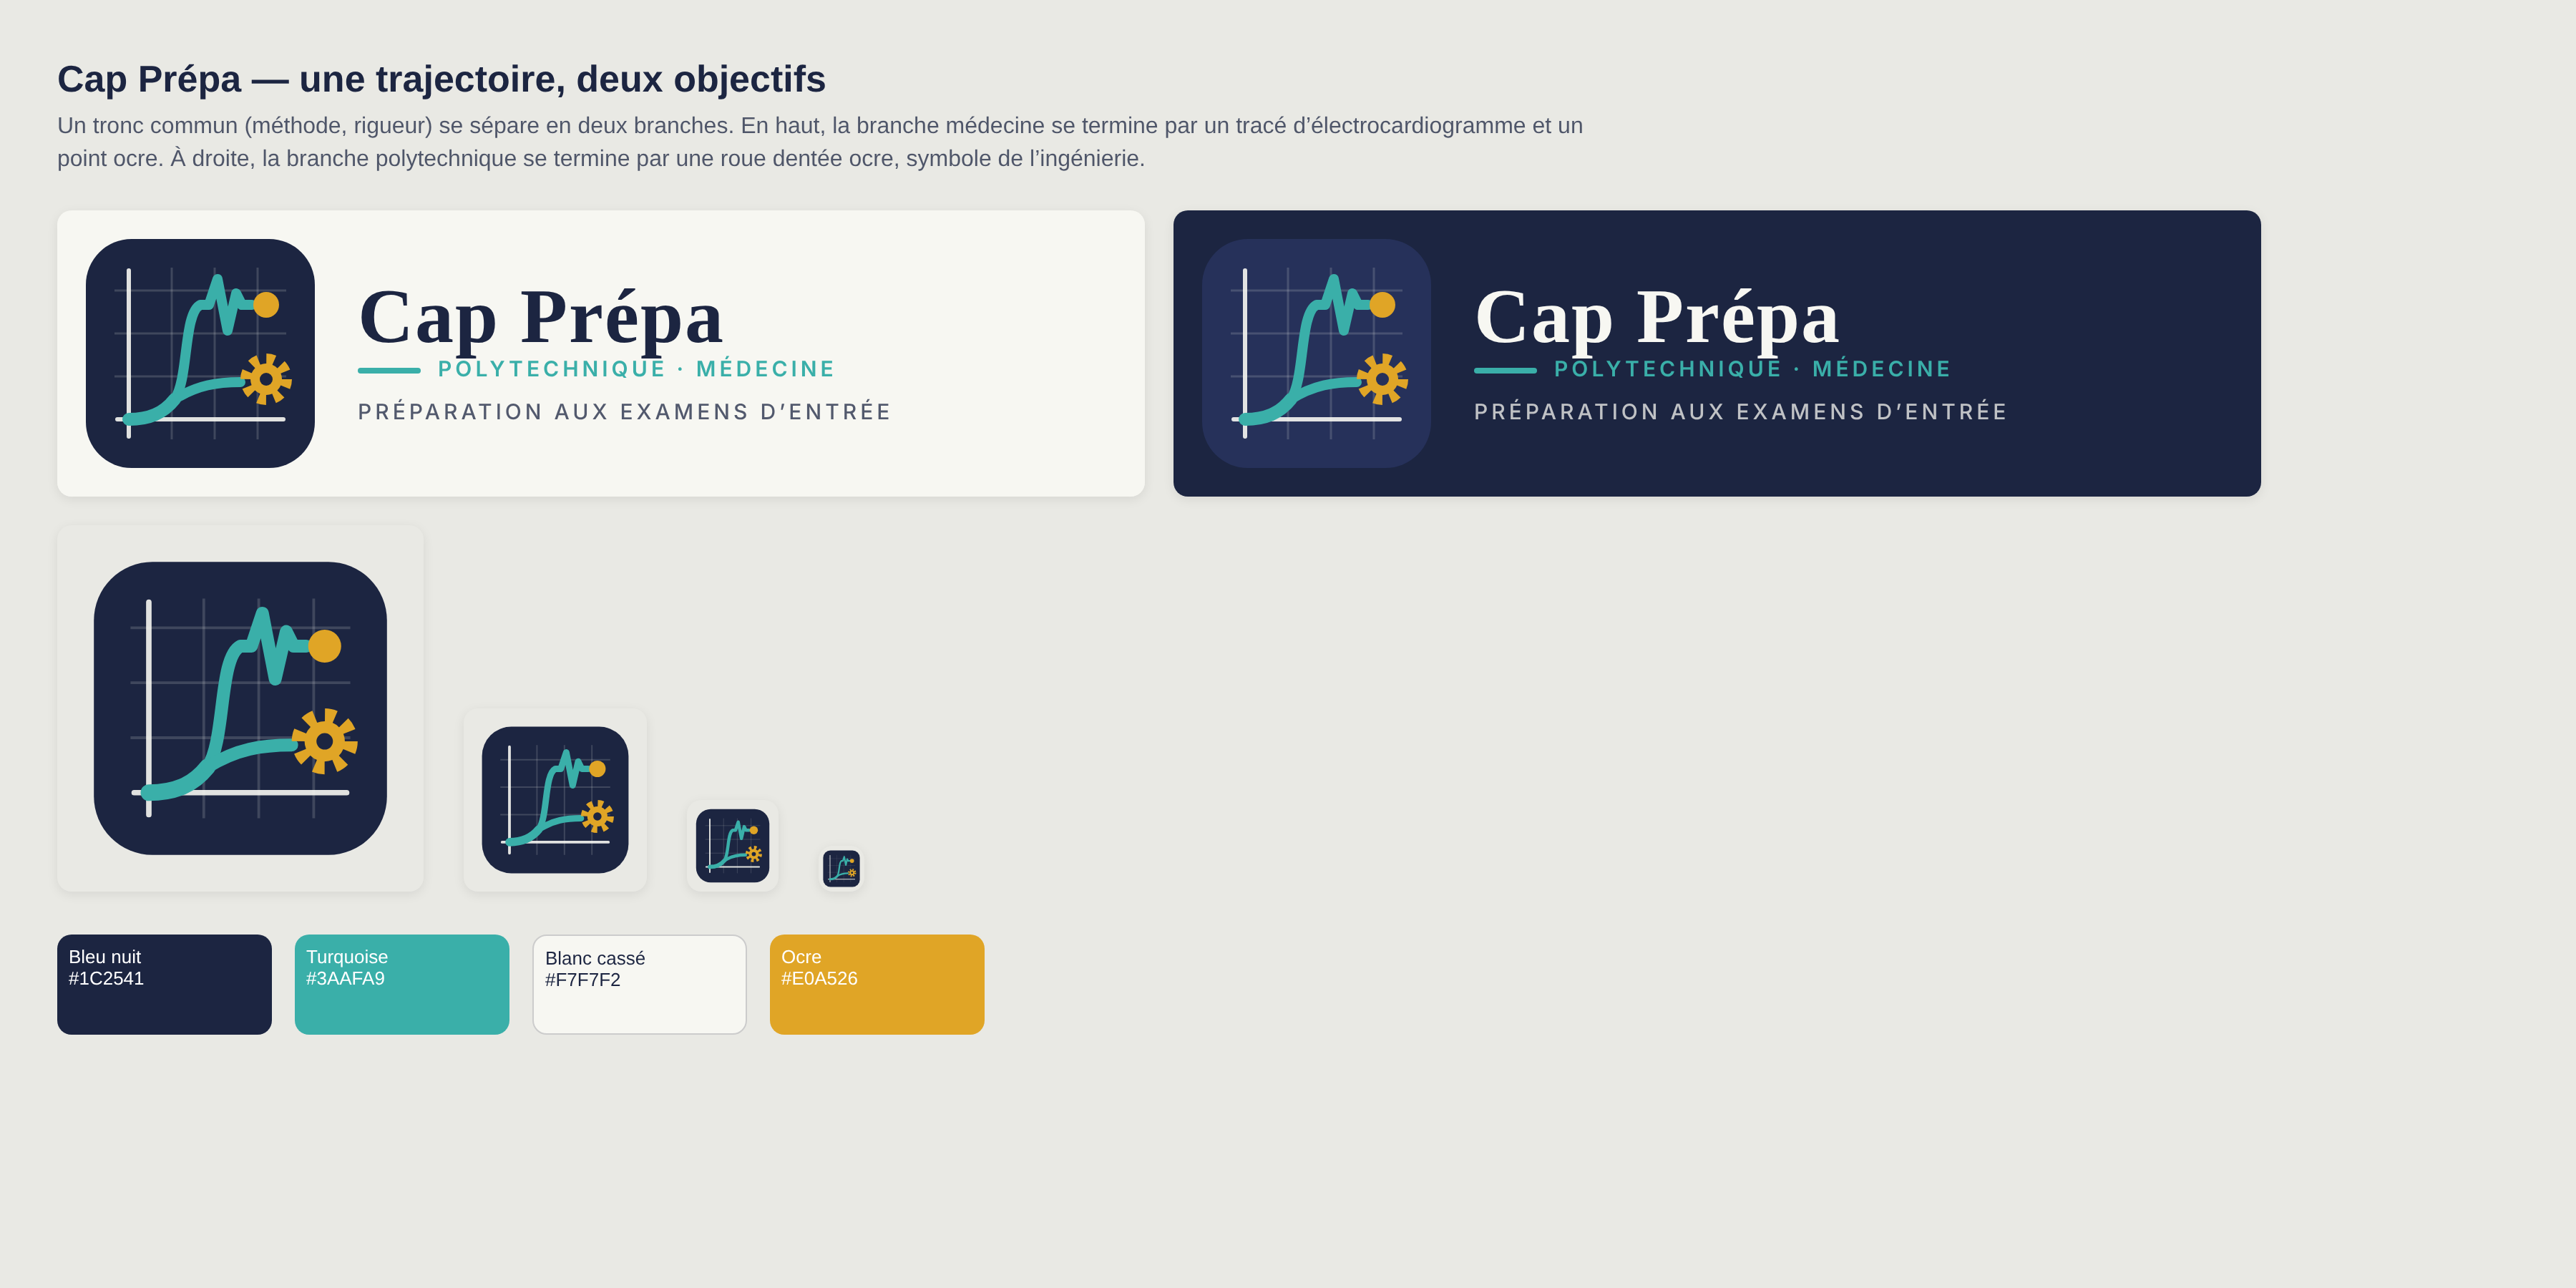 Cap Prépa — une trajectoire, deux objectifs
Un tronc commun (méthode, rigueur) se sépare en deux branches. En haut, la branche médecine se termine par un tracé d’électrocardiogramme et un
point ocre. À droite, la branche polytechnique se termine par une roue dentée ocre, symbole de l’ingénierie.
Cap Prépa
POLYTECHNIQUE · MÉDECINE
PRÉPARATION AUX EXAMENS D’ENTRÉE
Cap Prépa
POLYTECHNIQUE · MÉDECINE
PRÉPARATION AUX EXAMENS D’ENTRÉE
Bleu nuit
#1C2541
Turquoise
#3AAFA9
Blanc cassé
#F7F7F2
Ocre
#E0A526